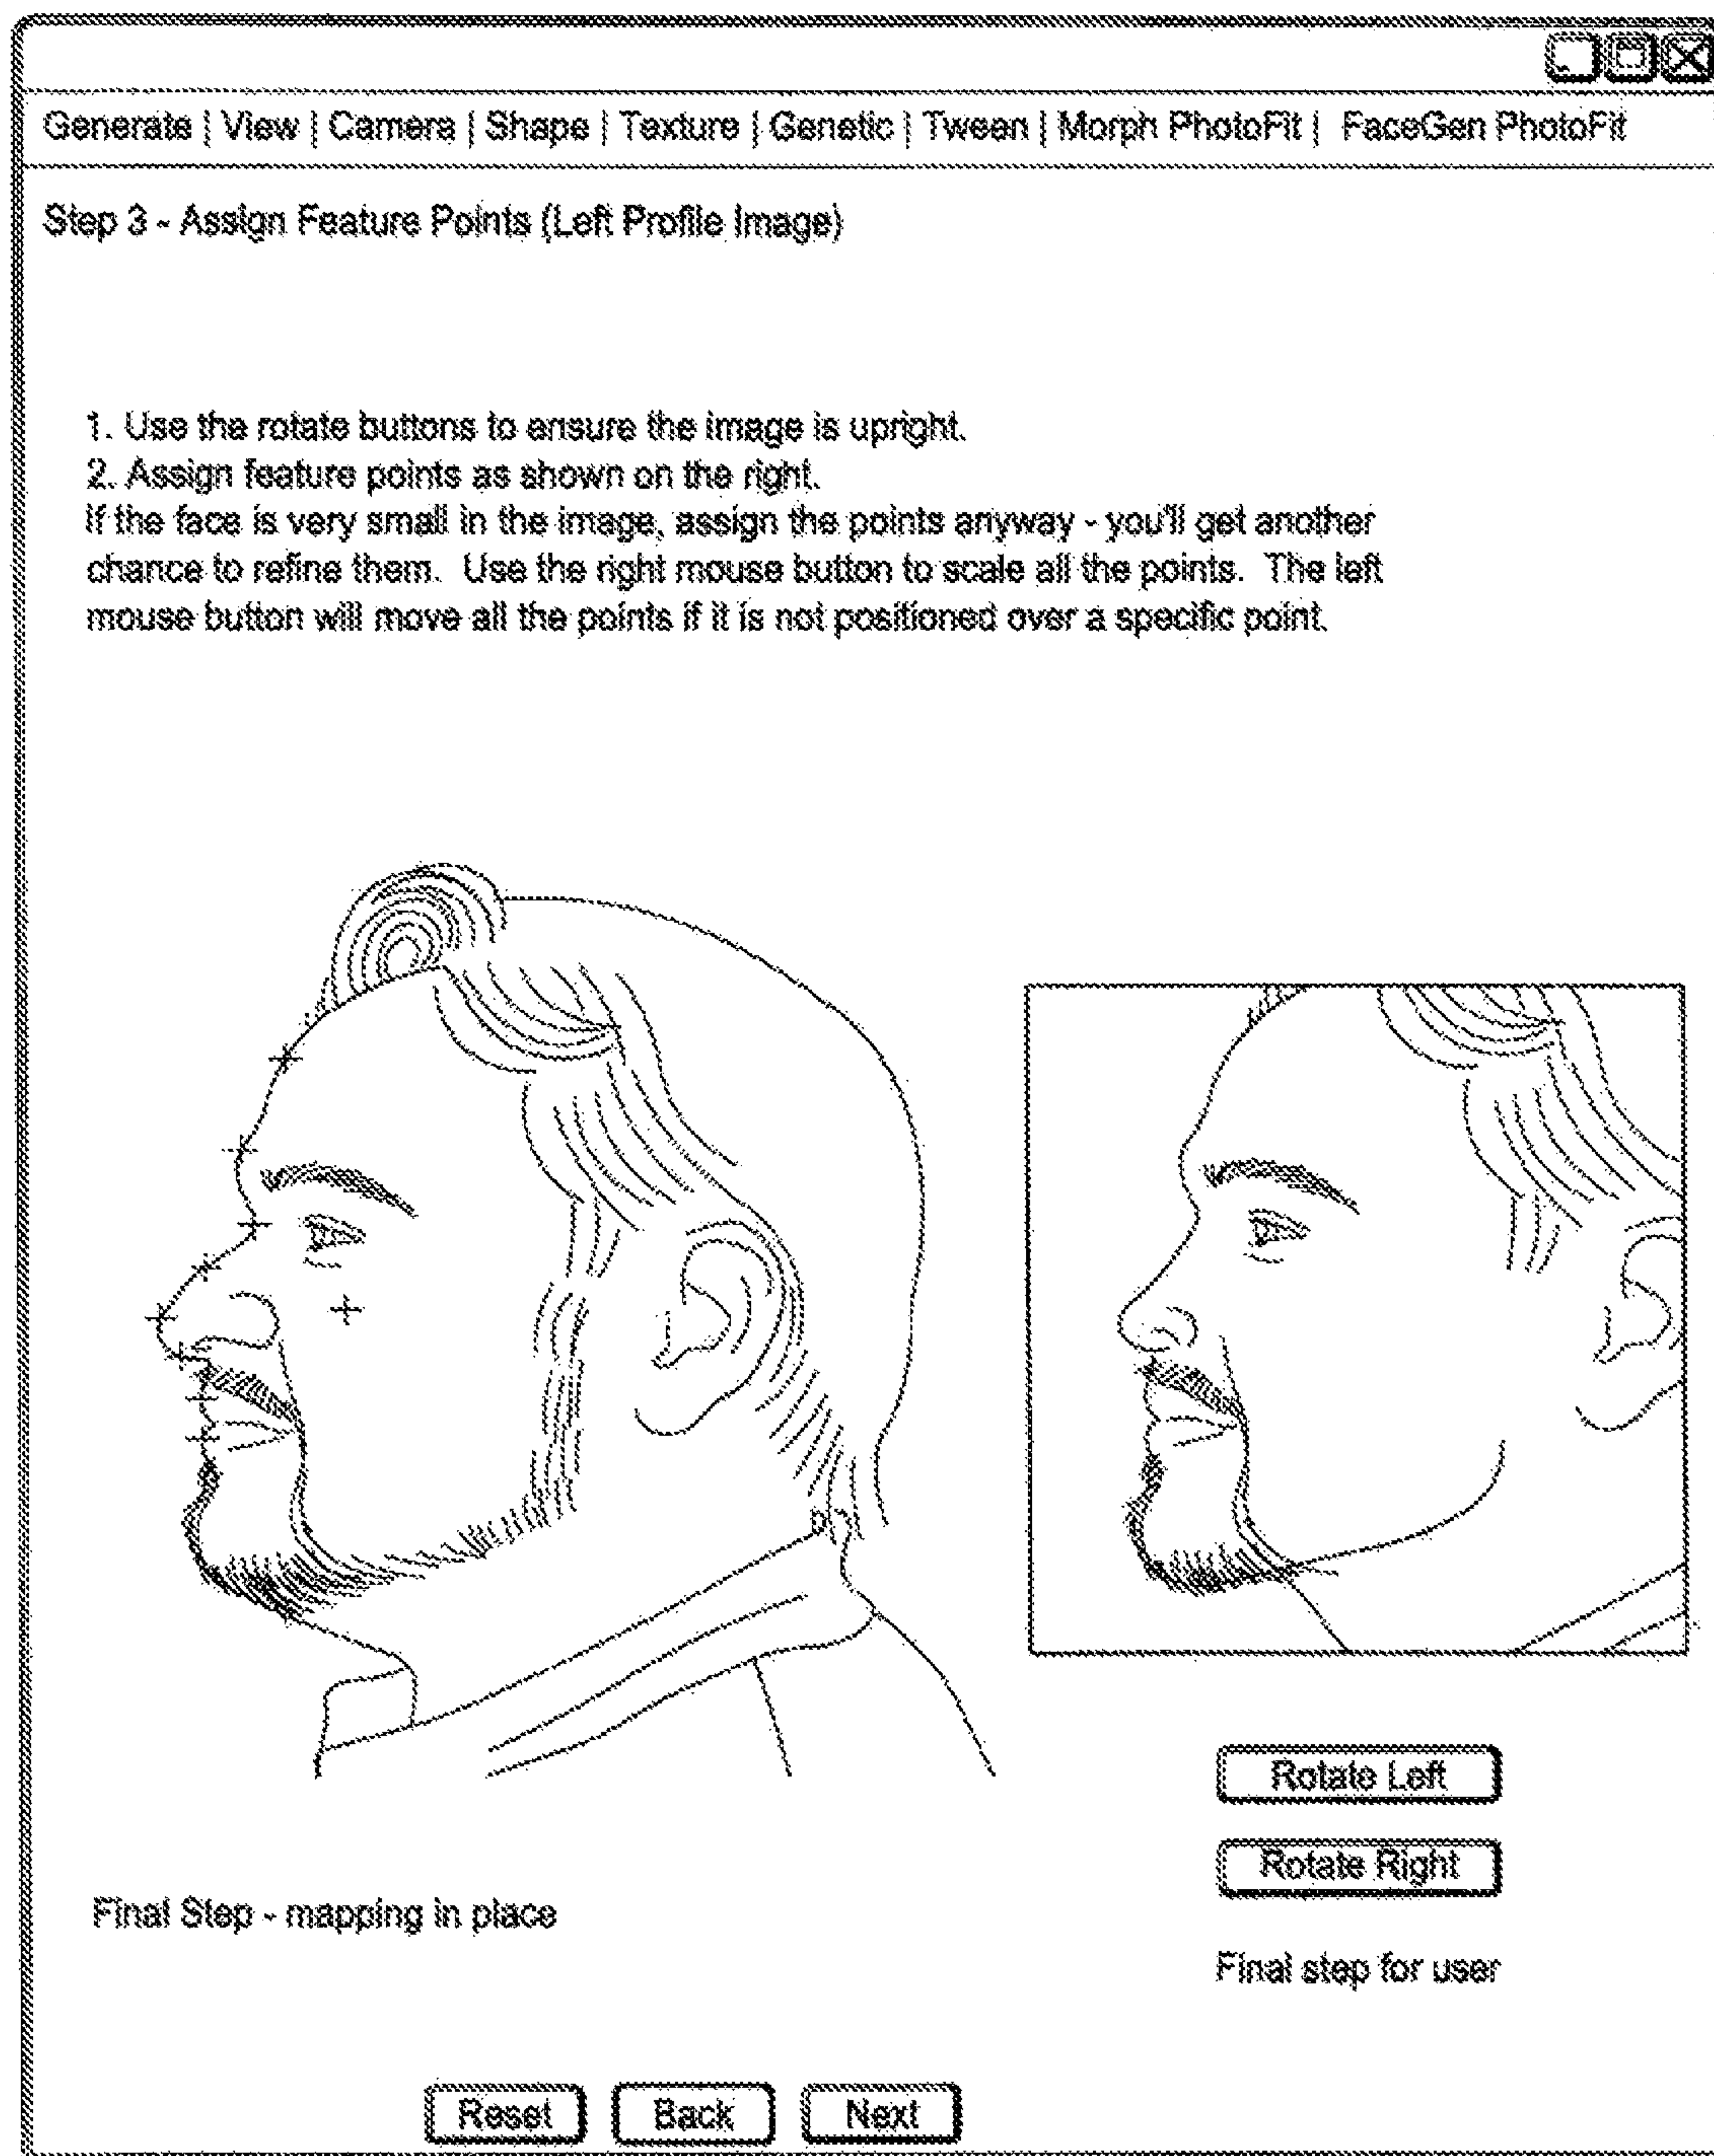 Generate | View | Camera | Shape | Texture | Genetic | Tween | Morph PhotoFit | FaceGen PhotoFit
Step 3 - Assign Feature Points (Left Profile Image)
1. Use the rotate buttons to ensure the image is upright.
2. Assign feature points as shown on the right.
If the face is very small in the image, assign the points anyway - you'll get another
chance to refine them. Use the right mouse button to scale all the points. The left
mouse button will move all the points if it is not positioned over a specific point.
Rotate Left
Rotate Right
Final Step - mapping in place
Final step for user
Reset Back Next